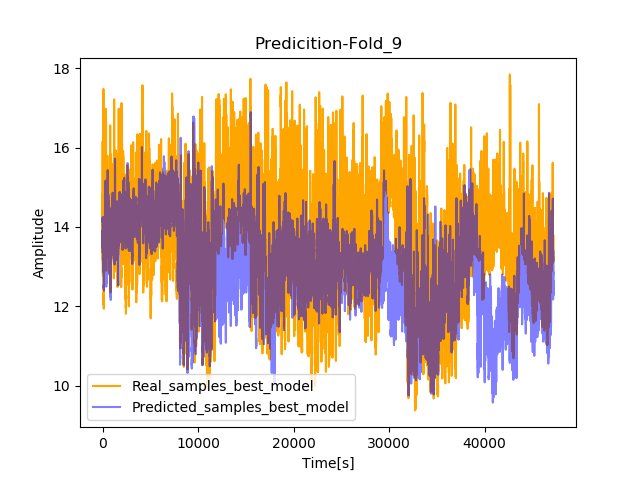 Predicition-Fold_9
18
16
14
12
10
Amplitude
Real_samples_best_model
Predicted_samples_best_model
0 10000 20000 30000 40000
Time[s]